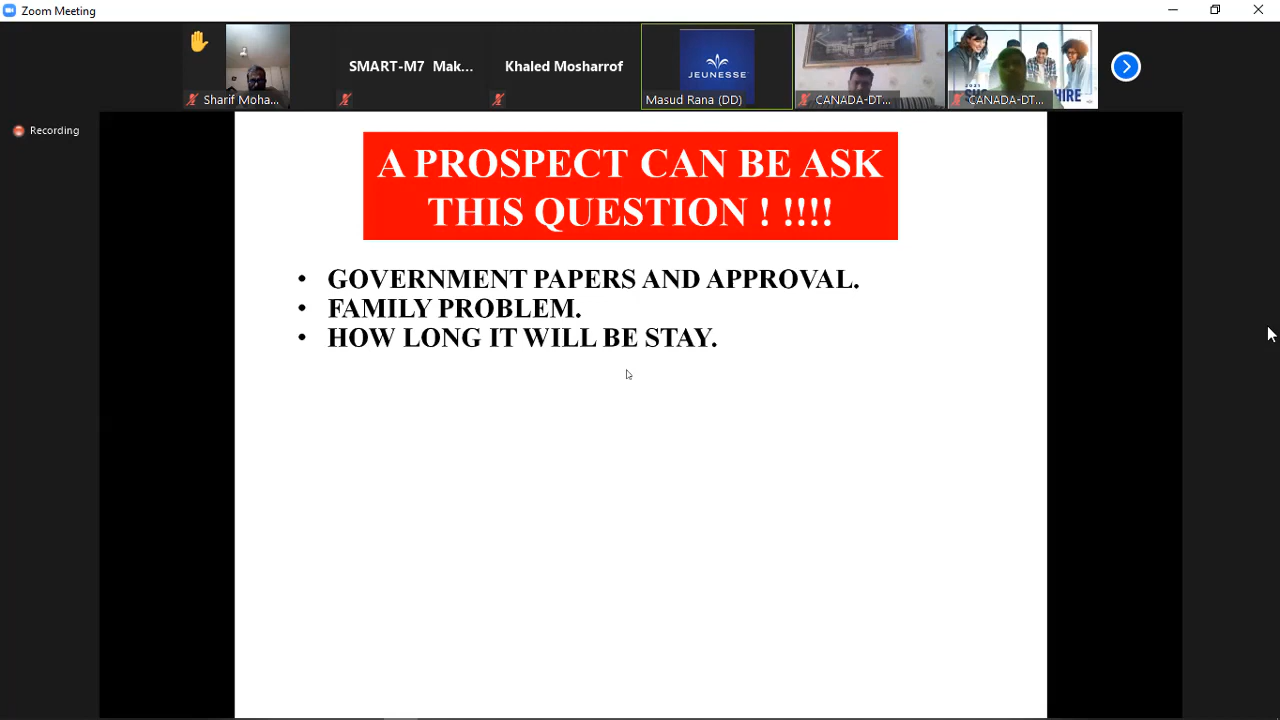 Zoom Meeting
Sharif Moha...
SMART-M7 Mak...
Khaled Mosharrof
JEUNESSE
Masud Rana (DD)
CANADA-DT...
2021
HIRE
CANADA-DT...
Recording
A PROSPECT CAN BE ASK
THIS QUESTION ! !!!!
• GOVERNMENT PAPERS AND APPROVAL.
• FAMILY PROBLEM.
• HOW LONG IT WILL BE STAY.